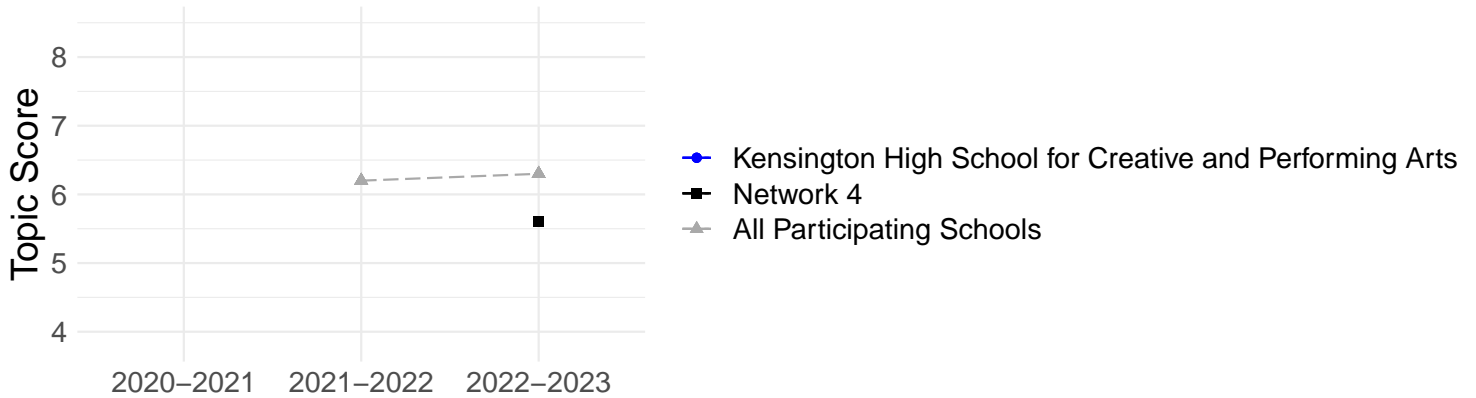 Topic Score
8
7
6
5
4
2020–2021 2021–2022 2022–2023
Kensington High School for Creative and Performing Arts
Network 4
All Participating Schools